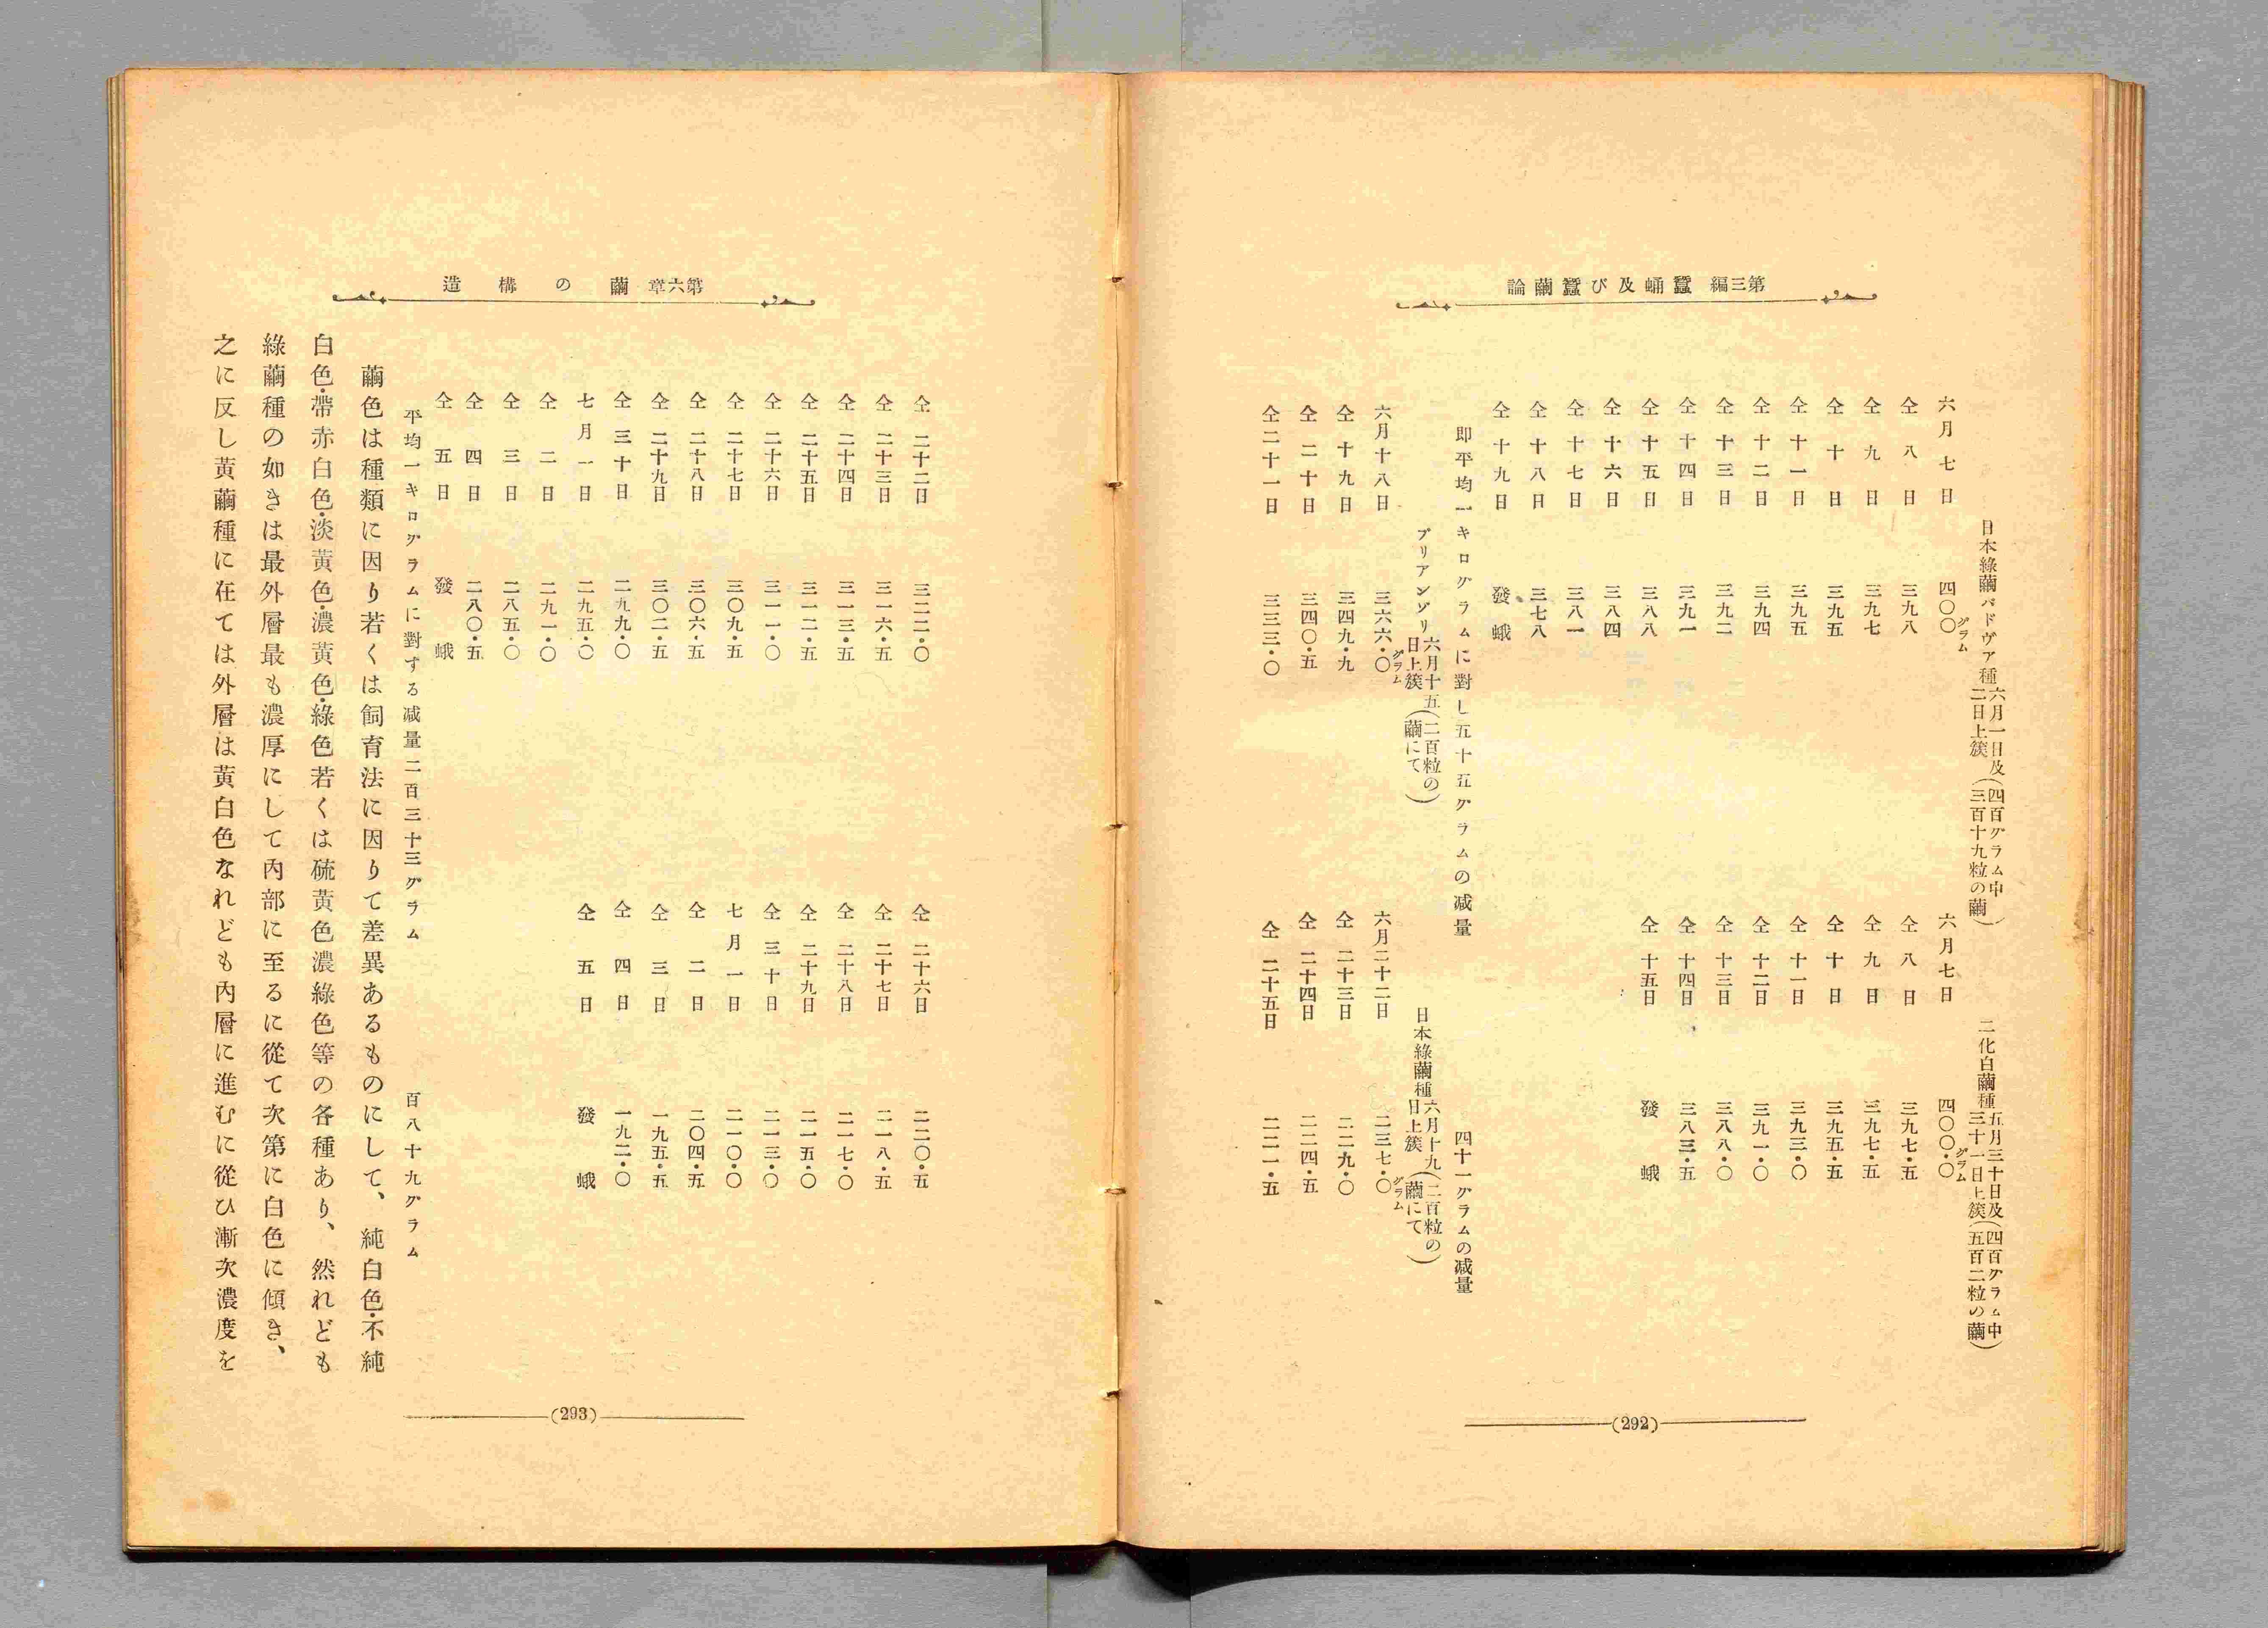 第三編　蠶蛹及び蠶繭論
日本綠繭パドヴア種六月一日及二日上簇（四百グラム中三百十九粒の繭）
六月七日　四〇〇グラム
仝八日　三九八
仝九日　三九七
仝十日　三九五
仝十一日　三九五
仝十二日　三九四
仝十三日　三九二
仝十四日　三九一
仝十五日　三八八
仝十六日　三八四
仝十七日　三八一
仝十八日　三七八
仝十九日　發蛾
二化白繭種五月三十日及三十一日上簇（四百グラム中五百二粒の繭）
六月七日　四〇〇・〇グラム
仝八日　三九七・五
仝九日　三九七・五
仝十日　三九五・五
仝十一日　三九三・〇
仝十二日　三九一・〇
仝十三日　三八八・〇
仝十四日　三八三・五
仝十五日　發蛾
即平均一キログラムに對し五十五グラムの減量　四十一グラムの減量
ブリアンゾリ六月十五日上簇（二百粒の繭にて）
六月十八日　三六六・〇グラム
仝十九日　三四九・九
仝二十日　三四〇・五
仝二十一日　三三三・〇
日本綠繭種六月十九日上簇（二百粒の繭にて）
六月二十二日　二三七・〇グラム
仝二十三日　二二九・〇
仝二十四日　二二四・五
仝二十五日　二二一・五
(292)
第六章　繭の構造
仝二十二日　三二二・〇
仝二十三日　三一六・五
仝二十四日　三一三・五
仝二十五日　三一二・五
仝二十六日　三一一・〇
仝二十七日　三〇九・五
仝二十八日　三〇六・五
仝二十九日　三〇二・五
仝三十日　二九九・〇
七月一日　二九五・〇
仝二日　二九一・〇
仝三日　二八五・〇
仝四日　二八〇・五
仝五日　發蛾
仝二十六日　二二〇・五
仝二十七日　二一八・五
仝二十八日　二一七・〇
仝二十九日　二一五・〇
仝三十日　二一三・〇
七月一日　二一〇・〇
仝二日　二〇四・五
仝三日　一九五・五
仝四日　一九二・〇
仝五日　發蛾
平均一キログラムに對する減量二百三十三グラム　百八十九グラム
繭色は種類に因り若くは飼育法に因りて差異あるものにして、純白色・不純
白色・帶赤白色・淡黄色・濃黄色・綠色若くは硫黄色濃綠色等の各種あり、然れども
綠繭種の如きは最外層最も濃厚にして內部に至るに從て次第に白色に傾き、
之に反し黄繭種に在ては外層は黄白色なれども內層に進むに從ひ漸次濃度を
(293)